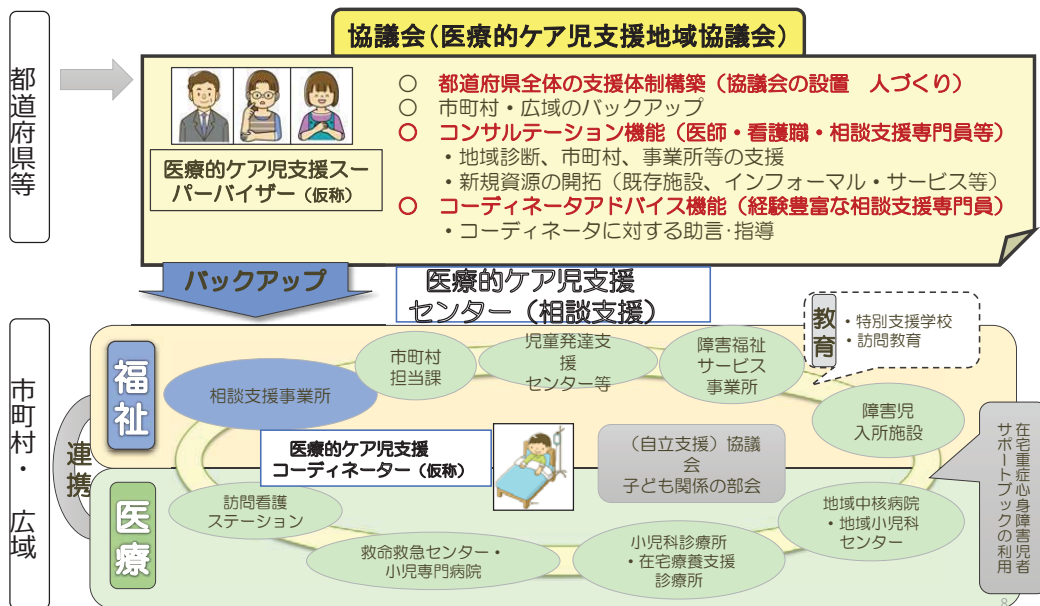 都道府県等
協議会（医療的ケア児支援地域協議会）
医療的ケア児支援スー
パーバイザー（仮称）
○ 都道府県全体の支援体制構築（協議会の設置　人づくり）
○ 市町村・広域のバックアップ
○ コンサルテーション機能（医師・看護職・相談支援専門員等）
・地域診断、市町村、事業所等の支援
・新規資源の開拓（既存施設、インフォーマル・サービス等）
○ コーディネータアドバイス機能（経験豊富な相談支援専門員）
・コーディネータに対する助言･指導
バックアップ
医療的ケア児支援
センター（相談支援）
教育
・特別支援学校
・訪問教育
市町村・ 広域
連携
福祉
相談支援事業所
市町村
担当課
児童発達支
援
センター等
障害福祉
サービス
事業所
障害児
入所施設
医療的ケア児支援
コーディネーター（仮称）
（自立支援）協議
会
子ども関係の部会
在宅重症心身障害児者
サポートブックの利用
医療
訪問看護
ステーション
救命救急センター・
小児専門病院
小児科診療所
・在宅療養支援
診療所
地域中核病院
・地域小児科
センター
8